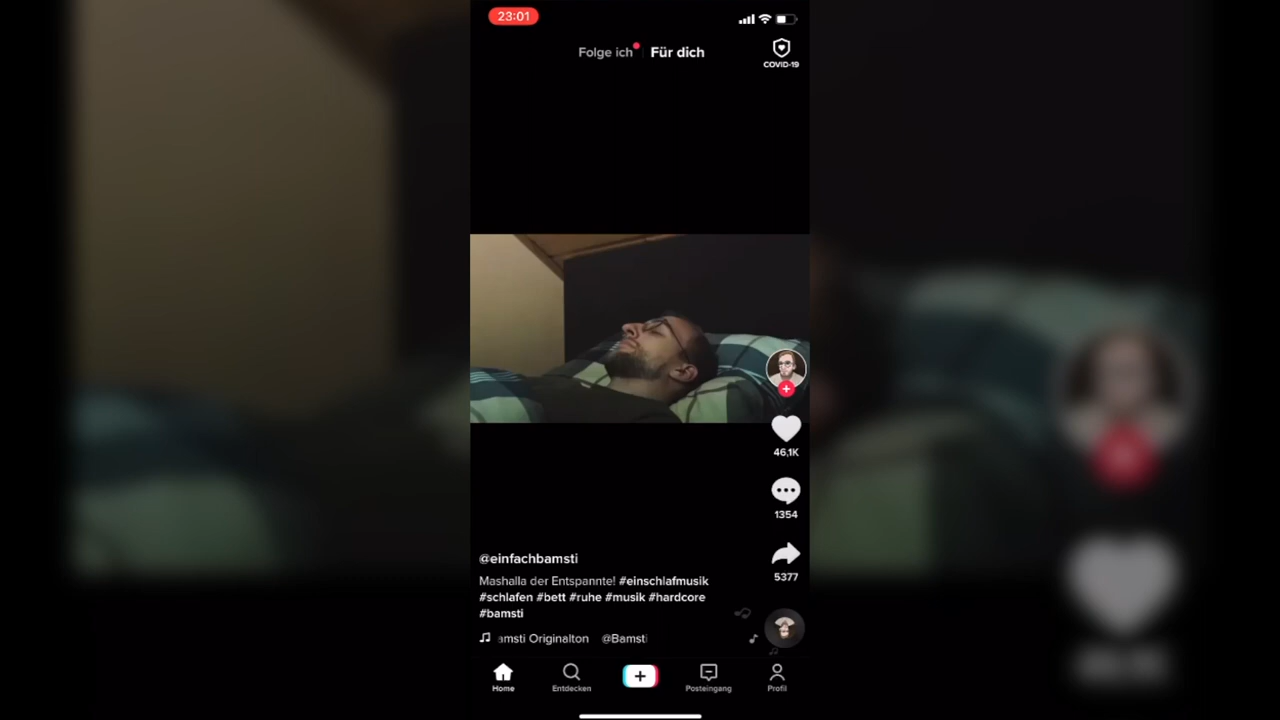 23:01
Folge ich Für dich
COVID-19
46,1K
1354
5377
@einfachbamsti
Mashalla der Entspannte! #einschlafmusik
#schlafen #bett #ruhe #musik #hardcore
#bamsti
amsti Originalton @Bamsti
Home Entdecken Posteingang Profil